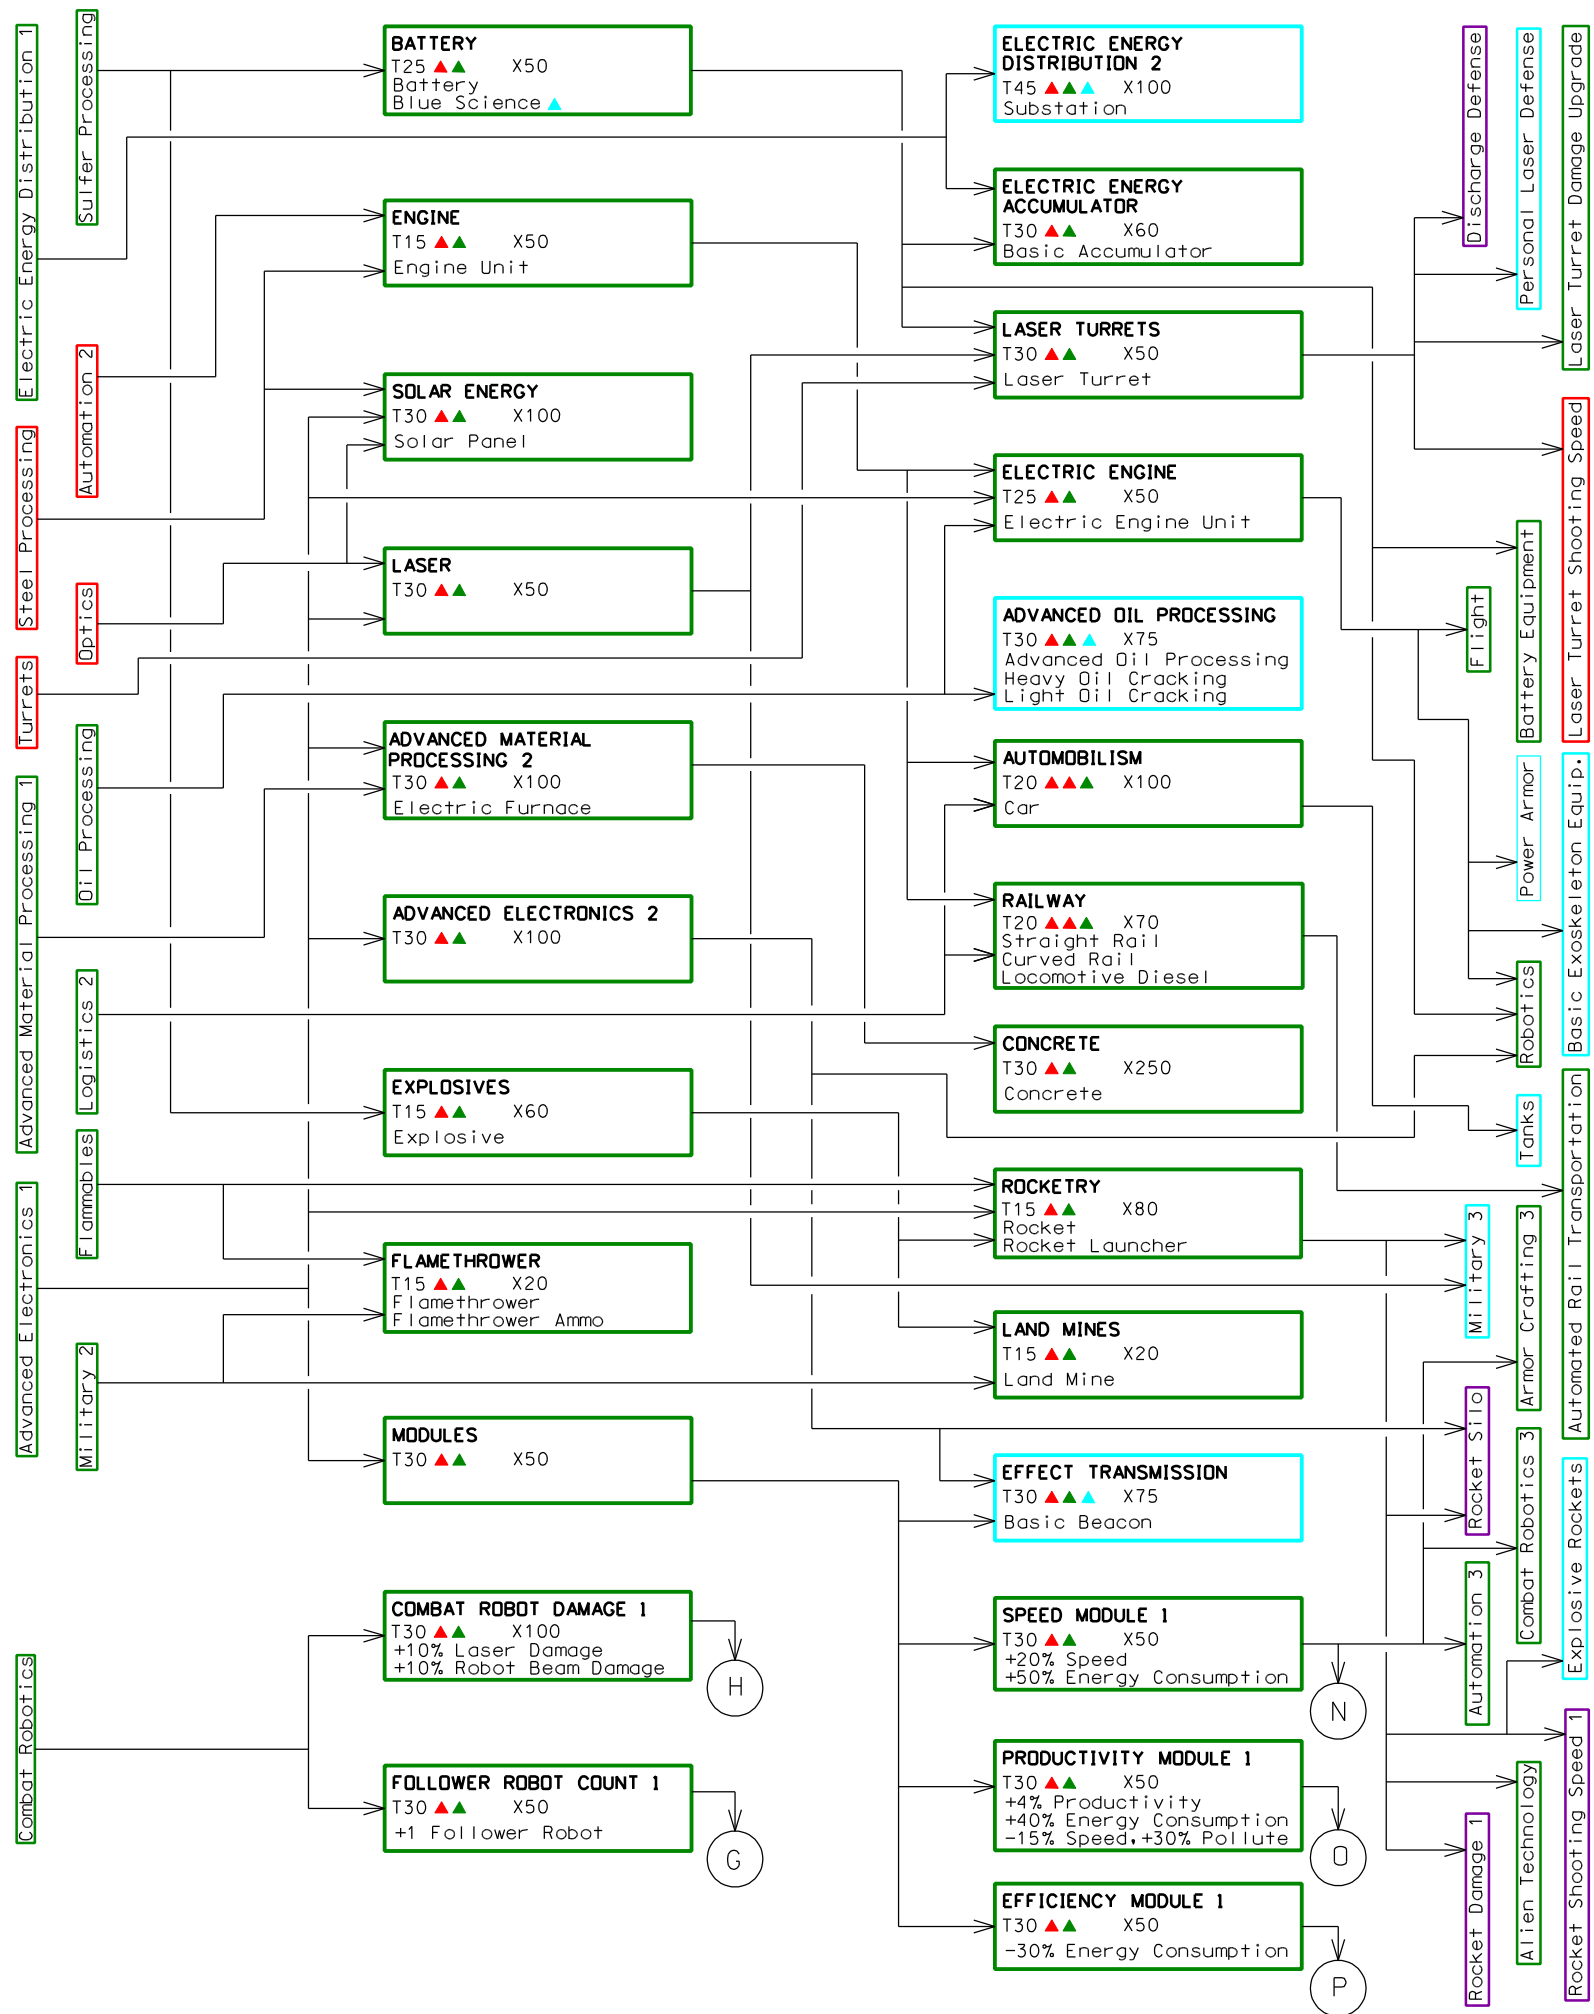 Electric Energy Distribution 1
Steel Processing
Turrets
Advanced Material Processing 1
Advanced Electronics 1
Combat Robotics
Sulfer Processing
Automation 2
Optics
Oil Processing
Logistics 2
Flammables
Military 2
BATTERY
T25 X50
Battery
Blue Science
ENGINE
T15 X50
Engine Unit
SOLAR ENERGY
T30 X100
Solar Panel
LASER
T30 X50
ADVANCED MATERIAL
PROCESSING 2
T30 X100
Electric Furnace
ADVANCED ELECTRONICS 2
T30 X100
EXPLOSIVES
T15 X60
Explosive
FLAMETHROWER
T15 X20
Flamethrower
Flamethrower Ammo
MODULES
T30 X50
COMBAT ROBOT DAMAGE 1
T30 X100
+10% Laser Damage
+10% Robot Beam Damage
H
FOLLOWER ROBOT COUNT 1
T30 X50
+1 Follower Robot
G
ELECTRIC ENERGY
DISTRIBUTION 2
T45 X100
Substation
ELECTRIC ENERGY
ACCUMULATOR
T30 X60
Basic Accumulator
LASER TURRETS
T30 X50
Laser Turret
ELECTRIC ENGINE
T25 X50
Electric Engine Unit
ADVANCED OIL PROCESSING
T30 X75
Advanced Oil Processing
Heavy Oil Cracking
Light Oil Cracking
AUTOMOBILISM
T20 X100
Car
RAILWAY
T20 X70
Straight Rail
Curved Rail
Locomotive Diesel
CONCRETE
T30 X250
Concrete
ROCKETRY
T15 X80
Rocket
Rocket Launcher
LAND MINES
T15 X20
Land Mine
EFFECT TRANSMISSION
T30 X75
Basic Beacon
SPEED MODULE 1
T30 X50
+20% Speed
+50% Energy Consumption
N
PRODUCTIVITY MODULE 1
T30 X50
+4% Productivity
+40% Energy Consumption
-15% Speed,+30% Pollute
O
EFFICIENCY MODULE 1
T30 X50
-30% Energy Consumption
P
Discharge Defense
Flight
Military 3
Rocket Silo
Automation 3
Rocket Damage 1
Personal Laser Defense
Battery Equipment
Power Armor
Robotics
Tanks
Armor Crafting 3
Combat Robotics 3
Alien Technology
Laser Turret Damage Upgrade
Laser Turret Shooting Speed
Basic Exoskeleton Equip.
Automated Rail Transportation
Explosive Rockets
Rocket Shooting Speed 1